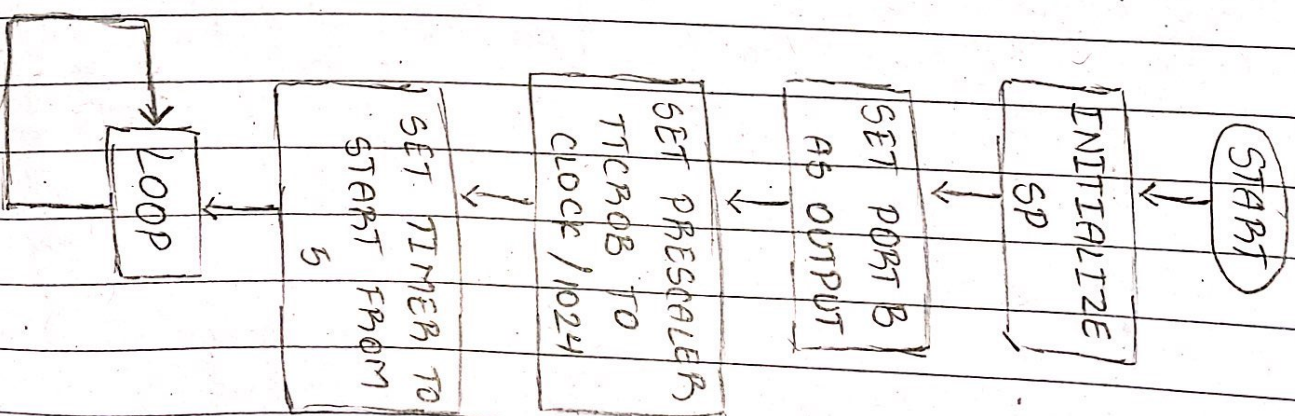 START
INITIALIZE
SP
SET PORT B
AS OUTPUT
SET PRESCALER
TTCROB TO
CLOCK /1024
SET TIMER TO
START FROM
5
LOOP